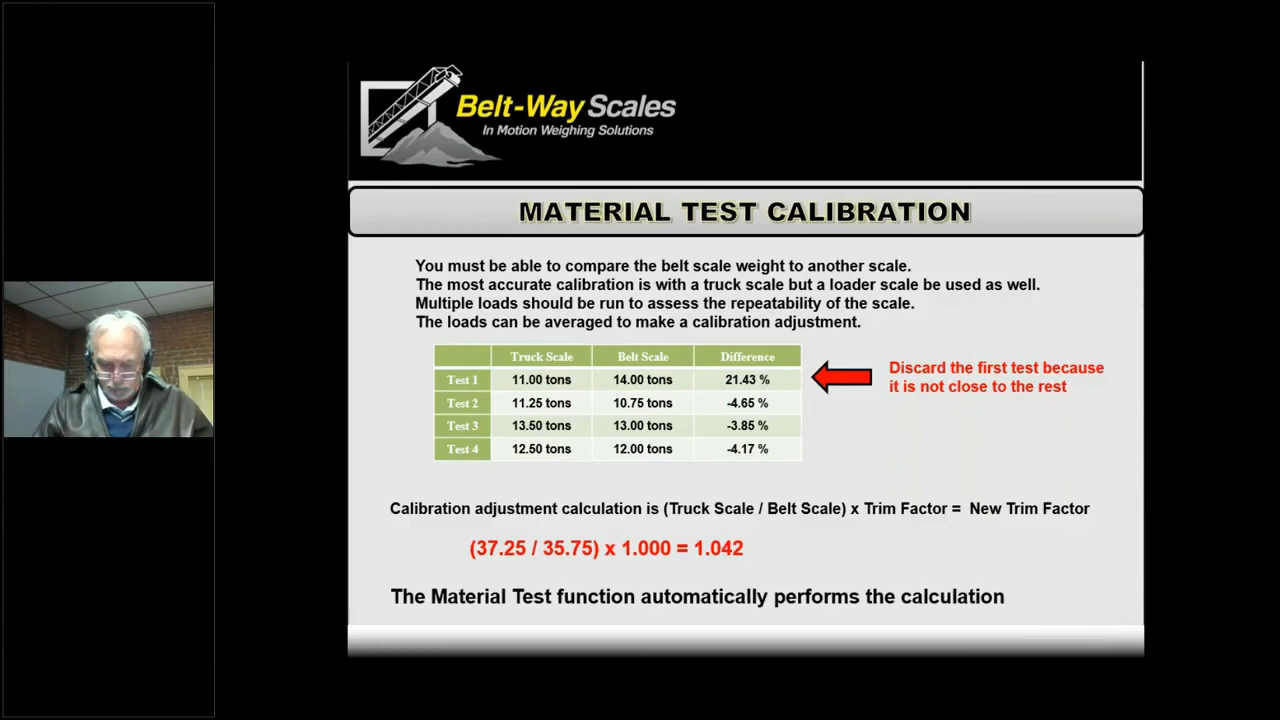 Belt-Way Scales
In Motion Weighing Solutions
MATERIAL TEST CALIBRATION
You must be able to compare the belt scale weight to another scale.
The most accurate calibration is with a truck scale but a loader scale be used as well.
Multiple loads should be run to assess the repeatability of the scale.
The loads can be averaged to make a calibration adjustment.
Truck Scale Belt Scale Difference
Test 1 11.00 tons 14.00 tons 21.43 %
Test 2 11.25 tons 10.75 tons -4.65 %
Test 3 13.50 tons 13.00 tons -3.85 %
Test 4 12.50 tons 12.00 tons -4.17 %
Discard the first test because
it is not close to the rest
Calibration adjustment calculation is (Truck Scale / Belt Scale) x Trim Factor = New Trim Factor
(37.25 / 35.75) x 1.000 = 1.042
The Material Test function automatically performs the calculation